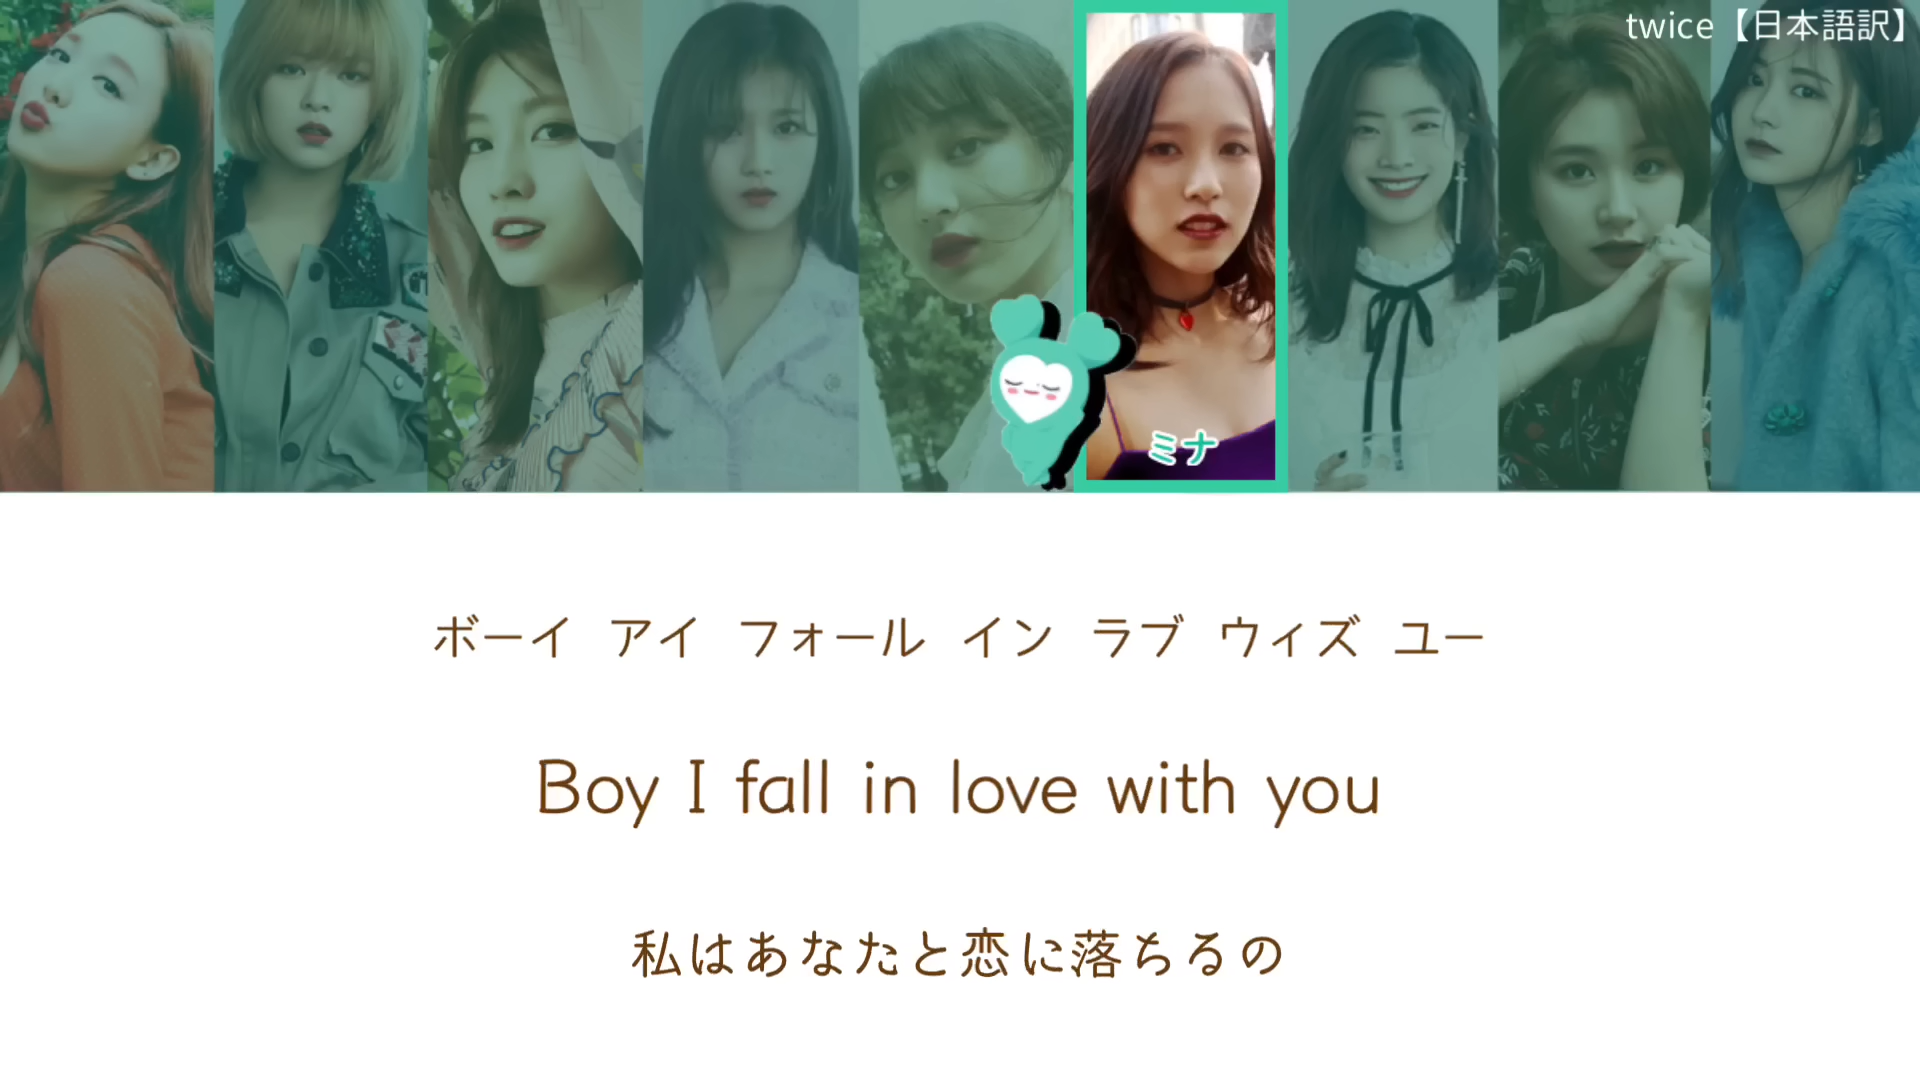 twice【日本語訳】
ミナ
ボーイ アイ フォール イン ラブ ウィズ ユー
Boy I fall in love with you
私はあなたと恋に落ちるの